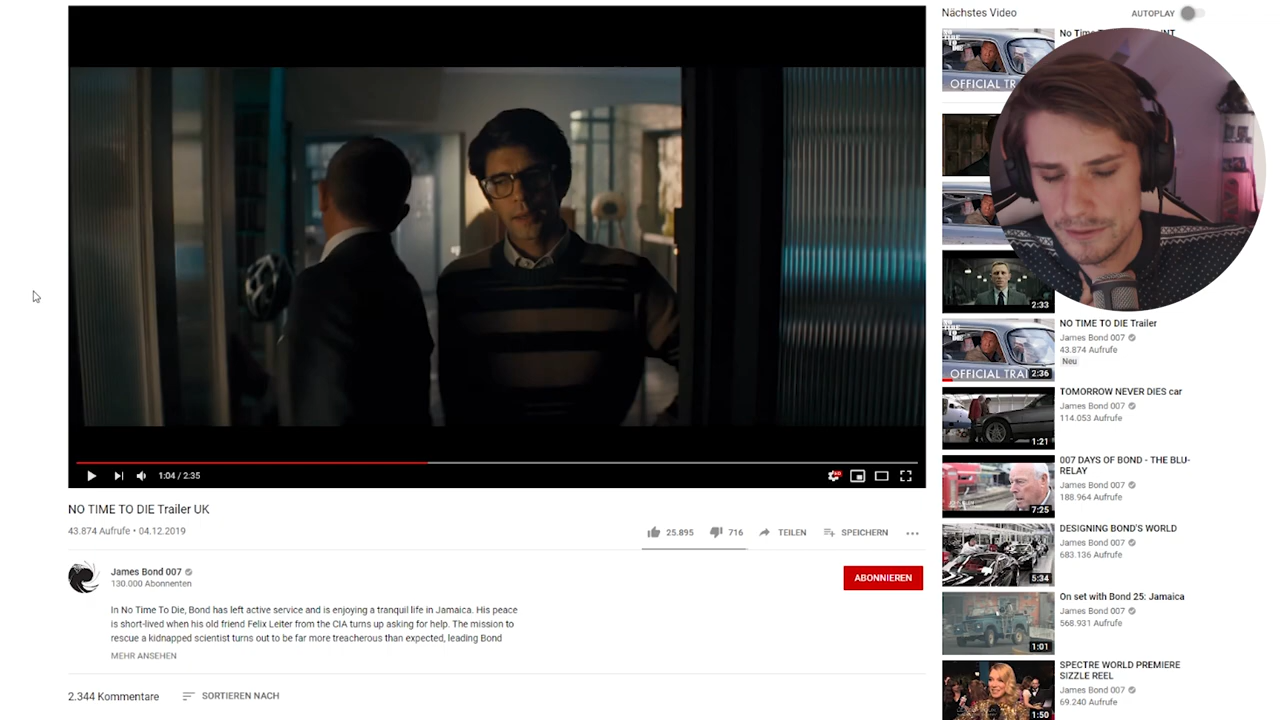 Nächstes Video
AUTOPLAY
OFFICIAL TR
2:33
NO TIME TO DIE Trailer
James Bond 007
43.874 Aufrufe
Neu
OFFICIAL TRAI
2:36
TOMORROW NEVER DIES car
James Bond 007
114.053 Aufrufe
1:21
007 DAYS OF BOND - THE BLU-
RELAY
James Bond 007
188.964 Aufrufe
7:25
DESIGNING BOND'S WORLD
James Bond 007
683.136 Aufrufe
5:34
On set with Bond 25: Jamaica
James Bond 007
568.931 Aufrufe
1:01
SPECTRE WORLD PREMIERE
SIZZLE REEL
James Bond 007
69.240 Aufrufe
1:50
1:04 / 2:35
NO TIME TO DIE Trailer UK
43.874 Aufrufe • 04.12.2019
25.895
716
TEILEN
SPEICHERN
James Bond 007
130.000 Abonnenten
ABONNIEREN
In No Time To Die, Bond has left active service and is enjoying a tranquil life in Jamaica. His peace
is short-lived when his old friend Felix Leiter from the CIA turns up asking for help. The mission to
rescue a kidnapped scientist turns out to be far more treacherous than expected, leading Bond
MEHR ANSEHEN
2.344 Kommentare
SORTIEREN NACH